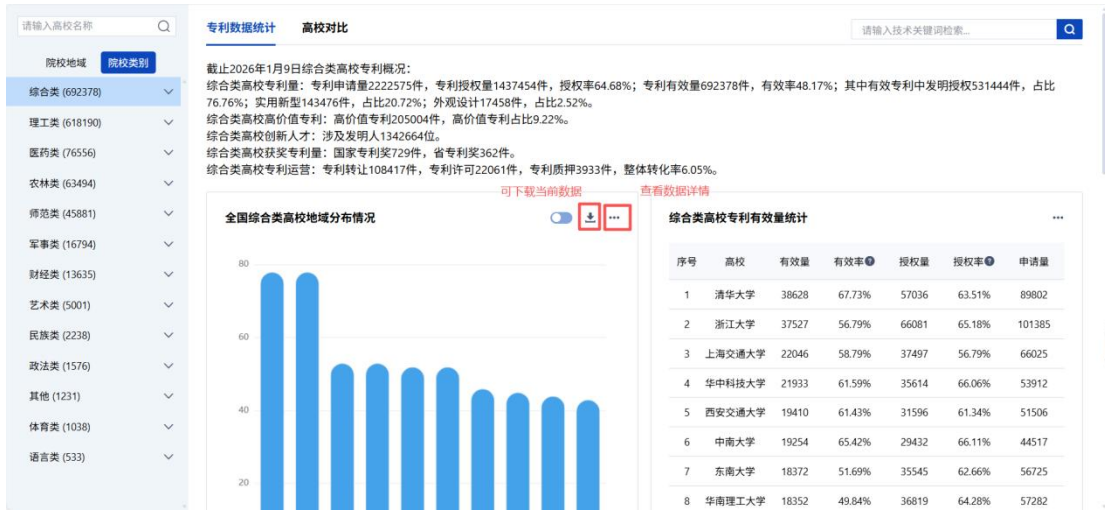 请输入高校名称
专利数据统计 高校对比
请输入技术关键词检索...
院校地域 院校类别
综合类 (692378)
理工类 (618190)
医药类 (76556)
农林类 (63494)
师范类 (45881)
军事类 (16794)
财经类 (13635)
艺术类 (5001)
民族类 (2238)
政法类 (1576)
其他 (1231)
体育类 (1038)
语言类 (533)
截止2026年1月9日综合类高校专利概况：
综合类高校专利量：专利申请量2222575件，专利授权量1437454件，授权率64.68%；专利有效量692378件，有效率48.17%；其中有效专利中发明授权531444件，占比
76.76%；实用新型143476件，占比20.72%；外观设计17458件，占比2.52%。
综合类高校高价值专利：高价值专利205004件，高价值专利占比9.22%。
综合类高校创新人才：涉及发明人1342664位。
综合类高校获奖专利量：国家专利奖729件，省专利奖362件。
综合类高校专利运营：专利转让108417件，专利许可22061件，专利质押3933件，整体转化率6.05%。
可下载当前数据 查看数据详情
全国综合类高校地域分布情况
80
60
40
20
综合类高校专利有效量统计
序号 高校 有效量 有效率 授权量 授权率 申请量
1 清华大学 38628 67.73% 57036 63.51% 89802
2 浙江大学 37527 56.79% 66081 65.18% 101385
3 上海交通大学 22046 58.79% 37497 56.79% 66025
4 华中科技大学 21933 61.59% 35614 66.06% 53912
5 西安交通大学 19410 61.43% 31596 61.34% 51506
6 中南大学 19254 65.42% 29432 66.11% 44517
7 东南大学 18372 51.69% 35545 62.66% 56725
8 华南理工大学 18352 49.84% 36819 64.28% 57282